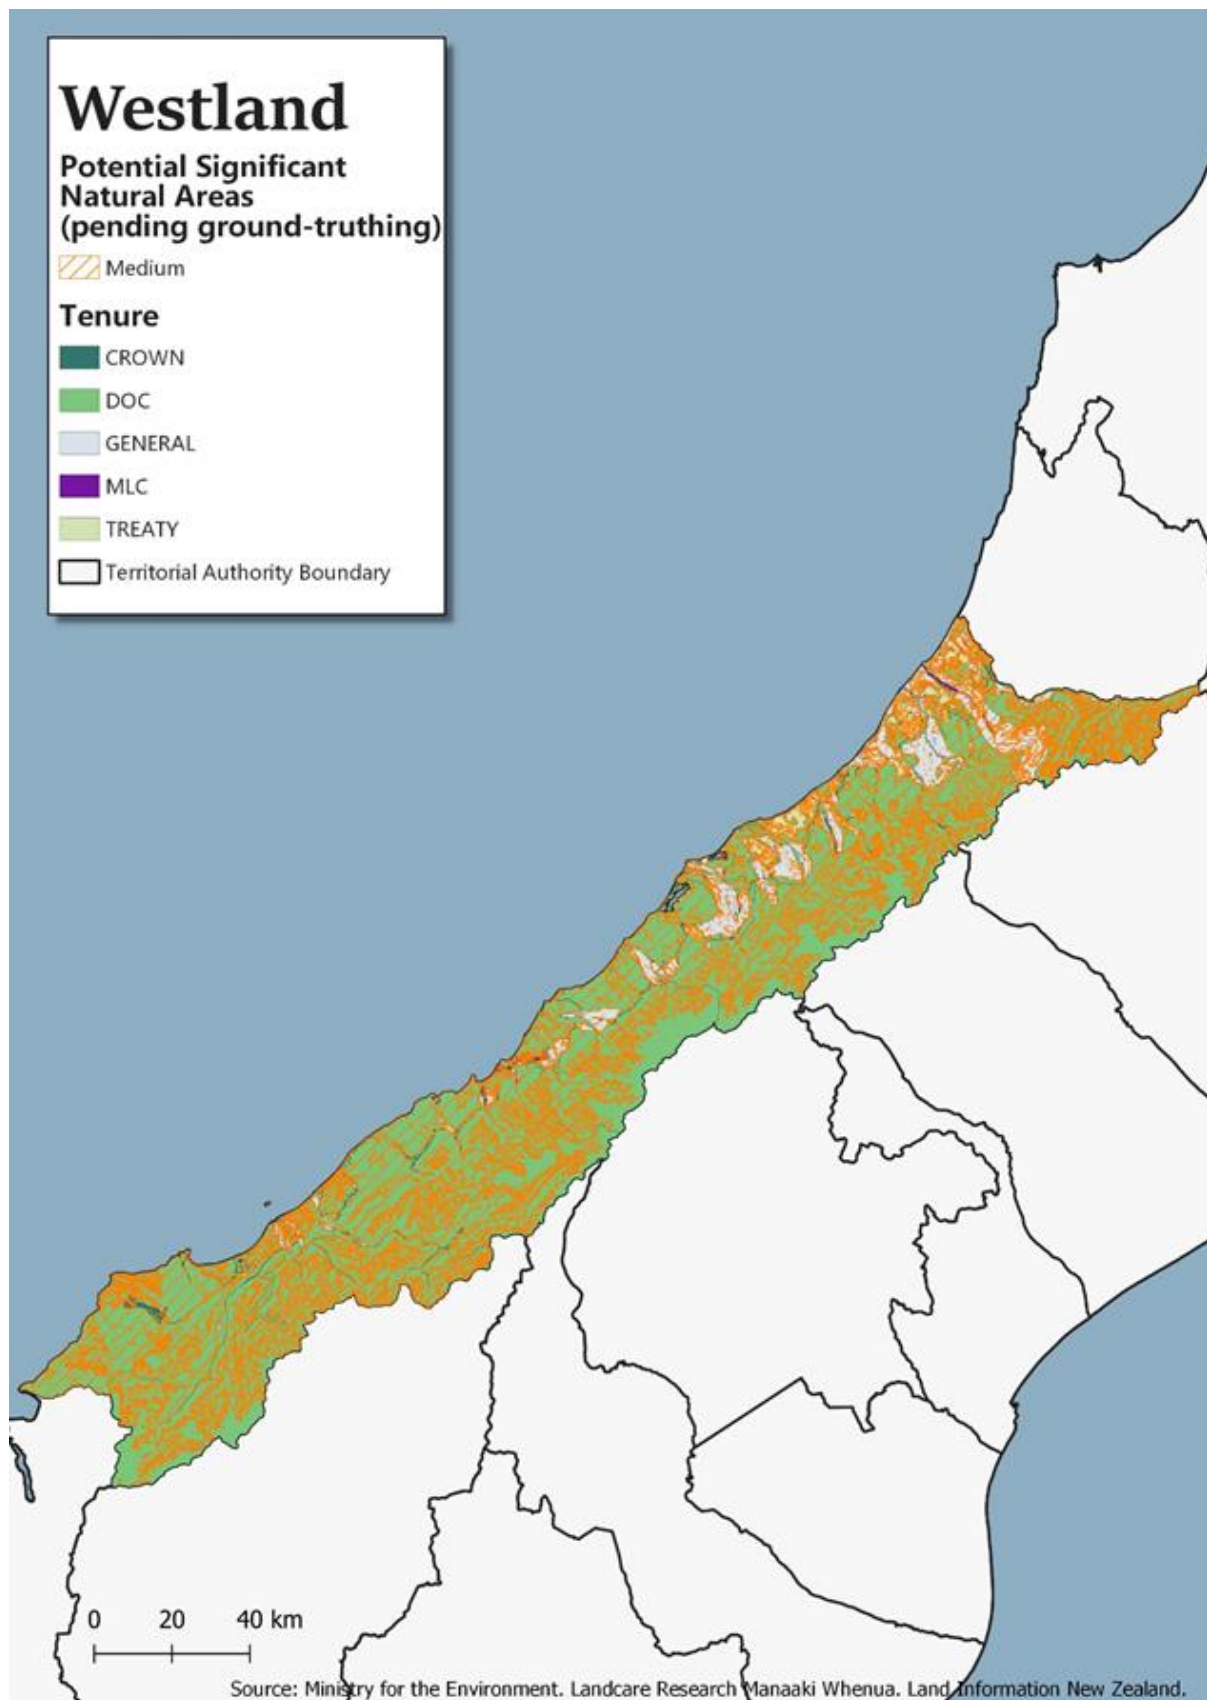 Westland
Potential Significant
Natural Areas
(pending ground-truthing)
Medium
Tenure
CROWN
DOC
GENERAL
MLC
TREATY
Territorial Authority Boundary
0 20 40 km
Source: Ministry for the Environment. Landcare Research Manaaki Whenua. Land Information New Zealand.